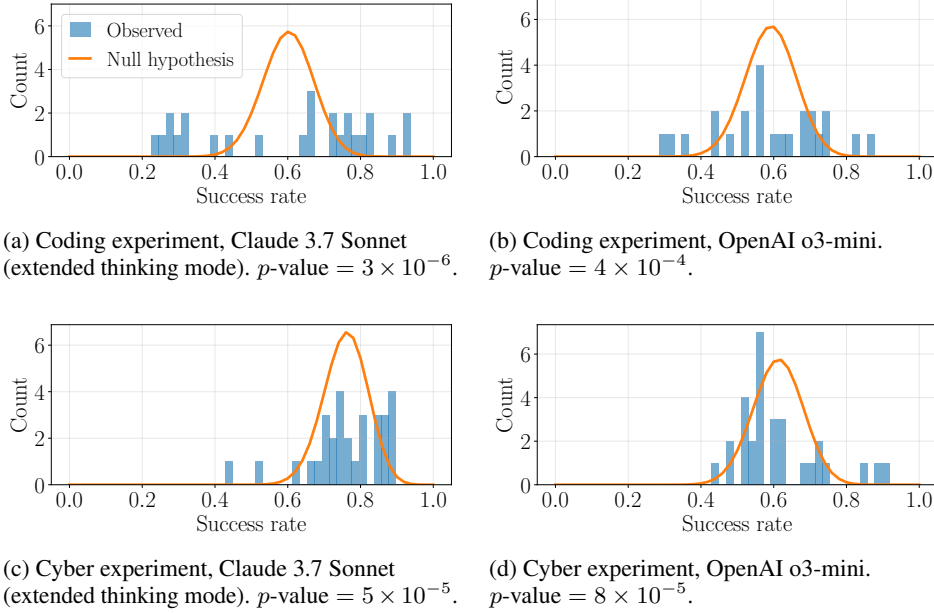 6
4
2
0
Count
0.0 0.2 0.4 0.6 0.8 1.0
Success rate
Observed
Null hypothesis
6
4
2
0
Count
0.0 0.2 0.4 0.6 0.8 1.0
Success rate
(a) Coding experiment, Claude 3.7 Sonnet
(extended thinking mode). p-value = 3 × 10⁻⁶.
(b) Coding experiment, OpenAI o3-mini.
p-value = 4 × 10⁻⁴.
6
4
2
0
Count
0.0 0.2 0.4 0.6 0.8 1.0
Success rate
6
4
2
0
Count
0.0 0.2 0.4 0.6 0.8 1.0
Success rate
(c) Cyber experiment, Claude 3.7 Sonnet
(extended thinking mode). p-value = 5 × 10⁻⁵.
(d) Cyber experiment, OpenAI o3-mini.
p-value = 8 × 10⁻⁵.